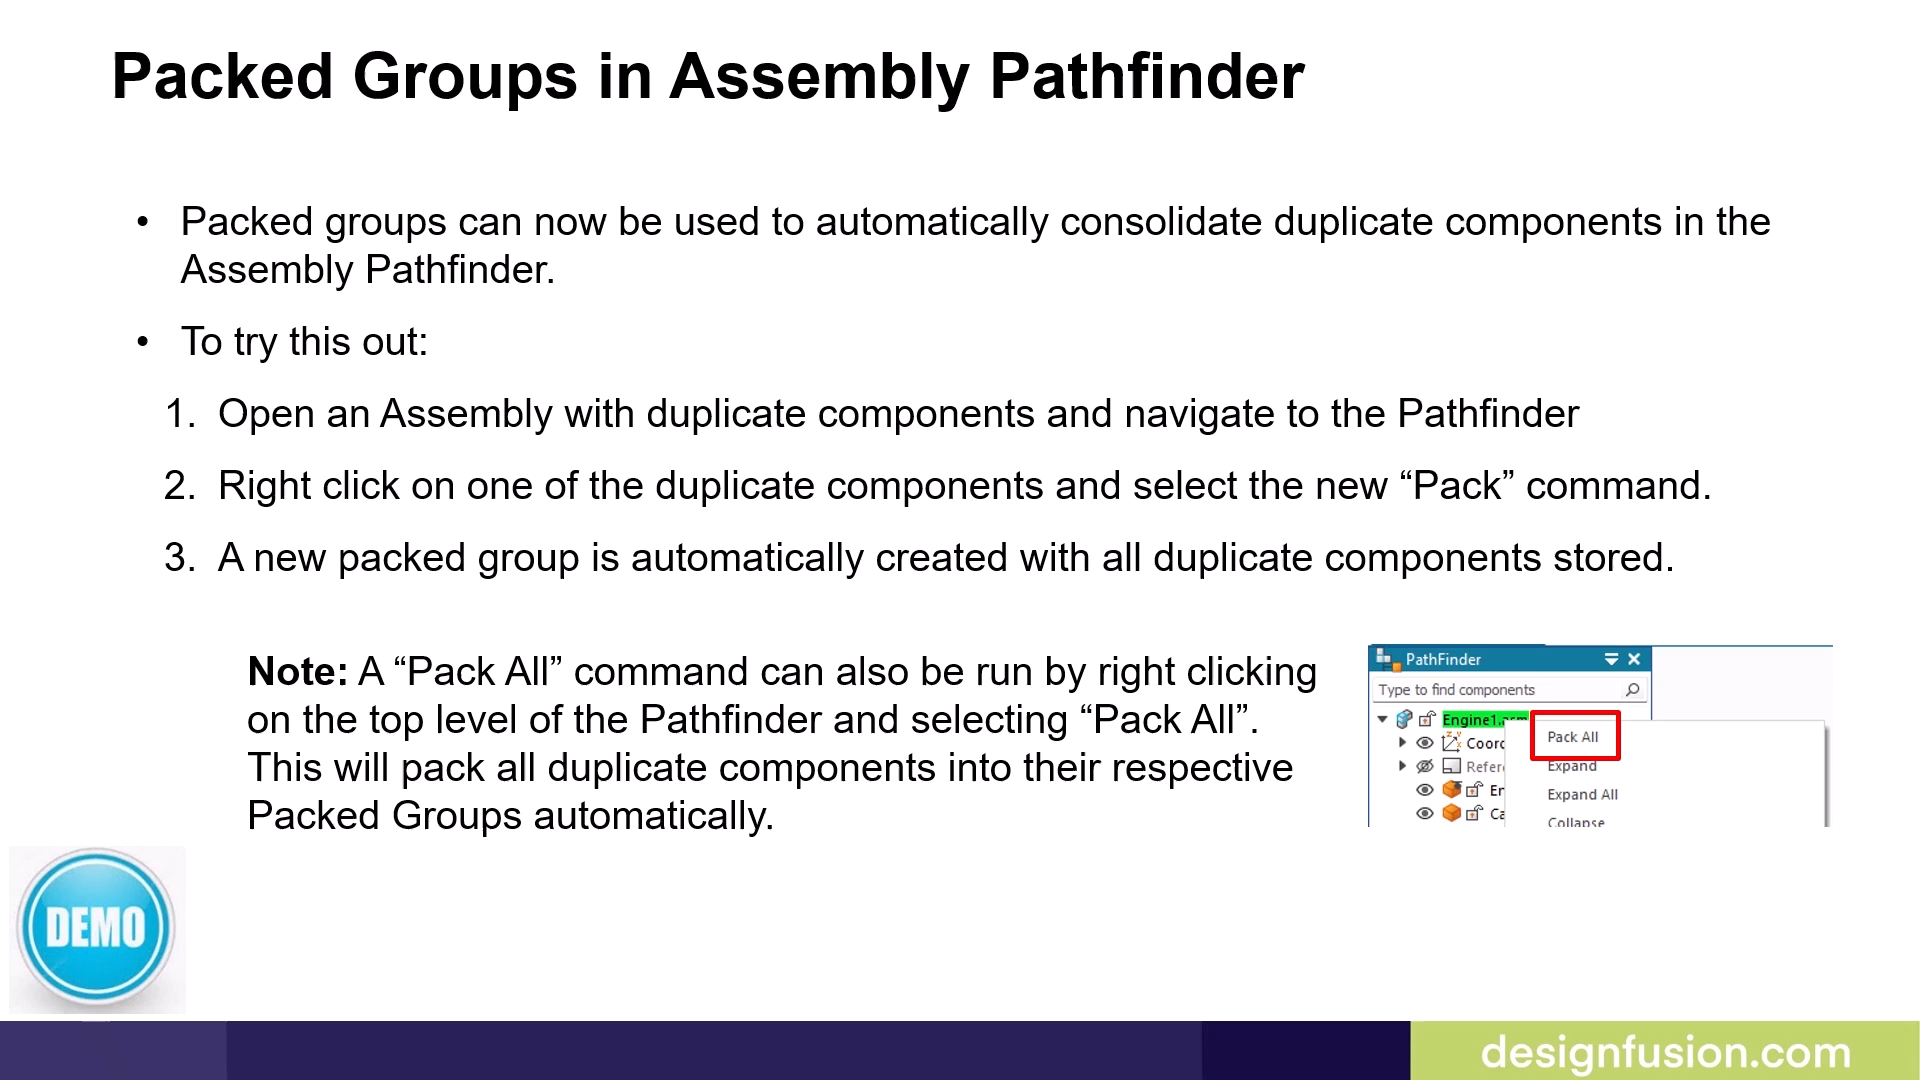 Packed Groups in Assembly Pathfinder
• Packed groups can now be used to automatically consolidate duplicate components in the
Assembly Pathfinder.
• To try this out:
1. Open an Assembly with duplicate components and navigate to the Pathfinder
2. Right click on one of the duplicate components and select the new “Pack” command.
3. A new packed group is automatically created with all duplicate components stored.
Note: A “Pack All” command can also be run by right clicking
on the top level of the Pathfinder and selecting “Pack All”.
This will pack all duplicate components into their respective
Packed Groups automatically.
PathFinder
Type to find components
Engine1.asm
Coord
Refer
En
Ca
Pack All
Expand
Expand All
Collapse
DEMO
designfusion.com